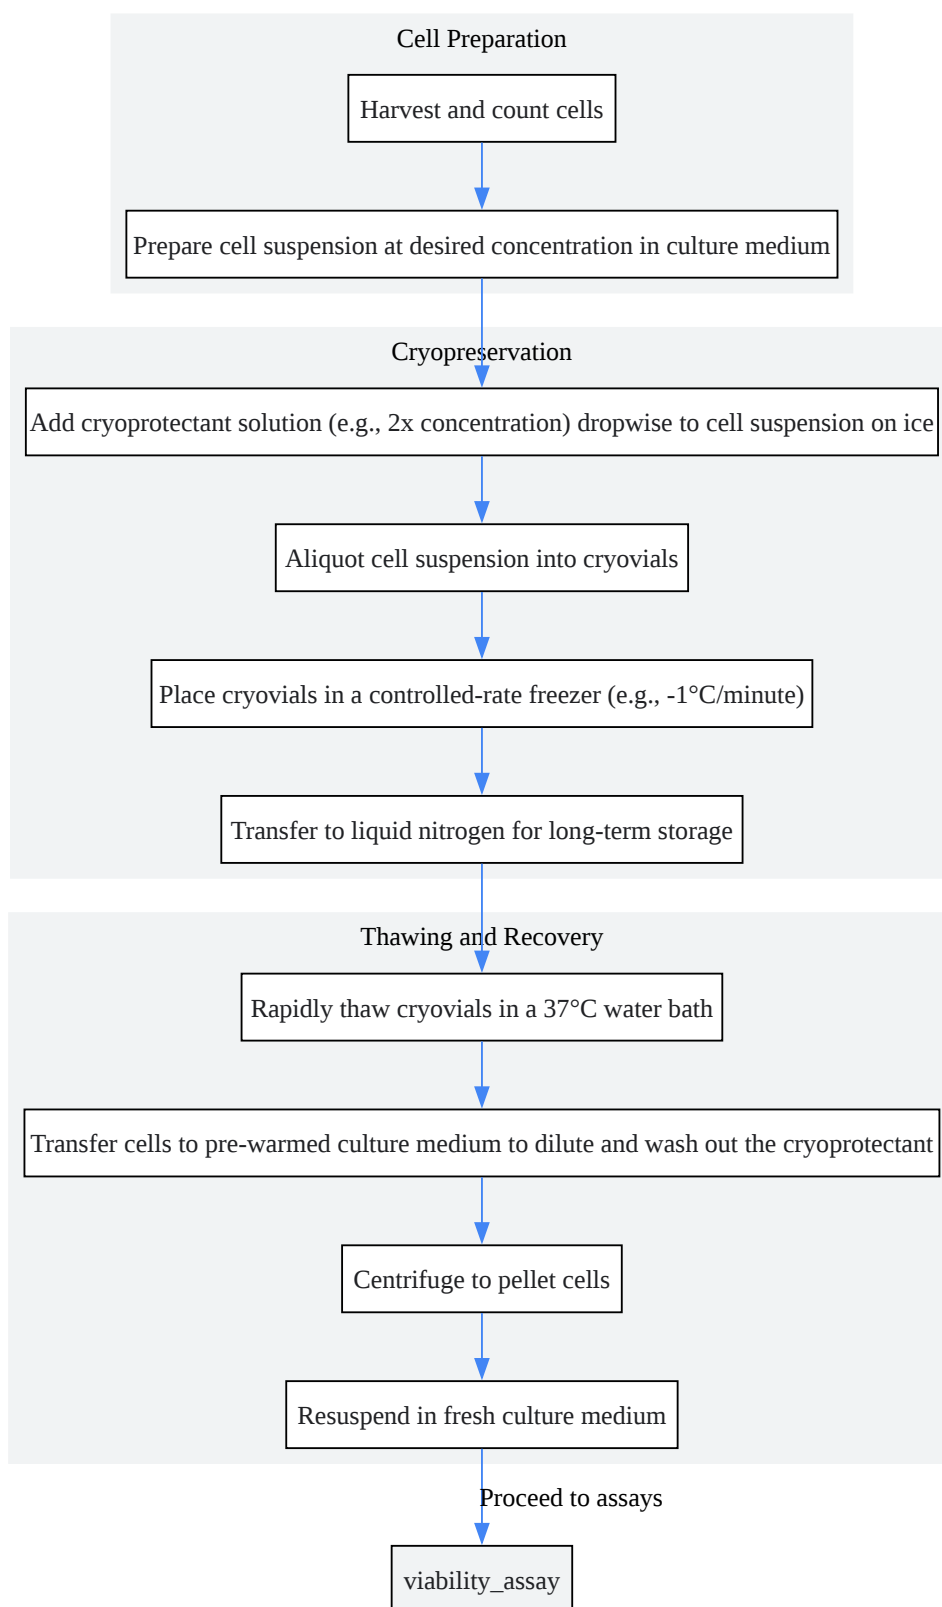 Cell Preparation
Harvest and count cells
Prepare cell suspension at desired concentration in culture medium
Cryopreservation
Add cryoprotectant solution (e.g., 2x concentration) dropwise to cell suspension on ice
Aliquot cell suspension into cryovials
Place cryovials in a controlled-rate freezer (e.g., -1°C/minute)
Transfer to liquid nitrogen for long-term storage
Thawing and Recovery
Rapidly thaw cryovials in a 37°C water bath
Transfer cells to pre-warmed culture medium to dilute and wash out the cryoprotectant
Centrifuge to pellet cells
Resuspend in fresh culture medium
Proceed to assays
viability_assay